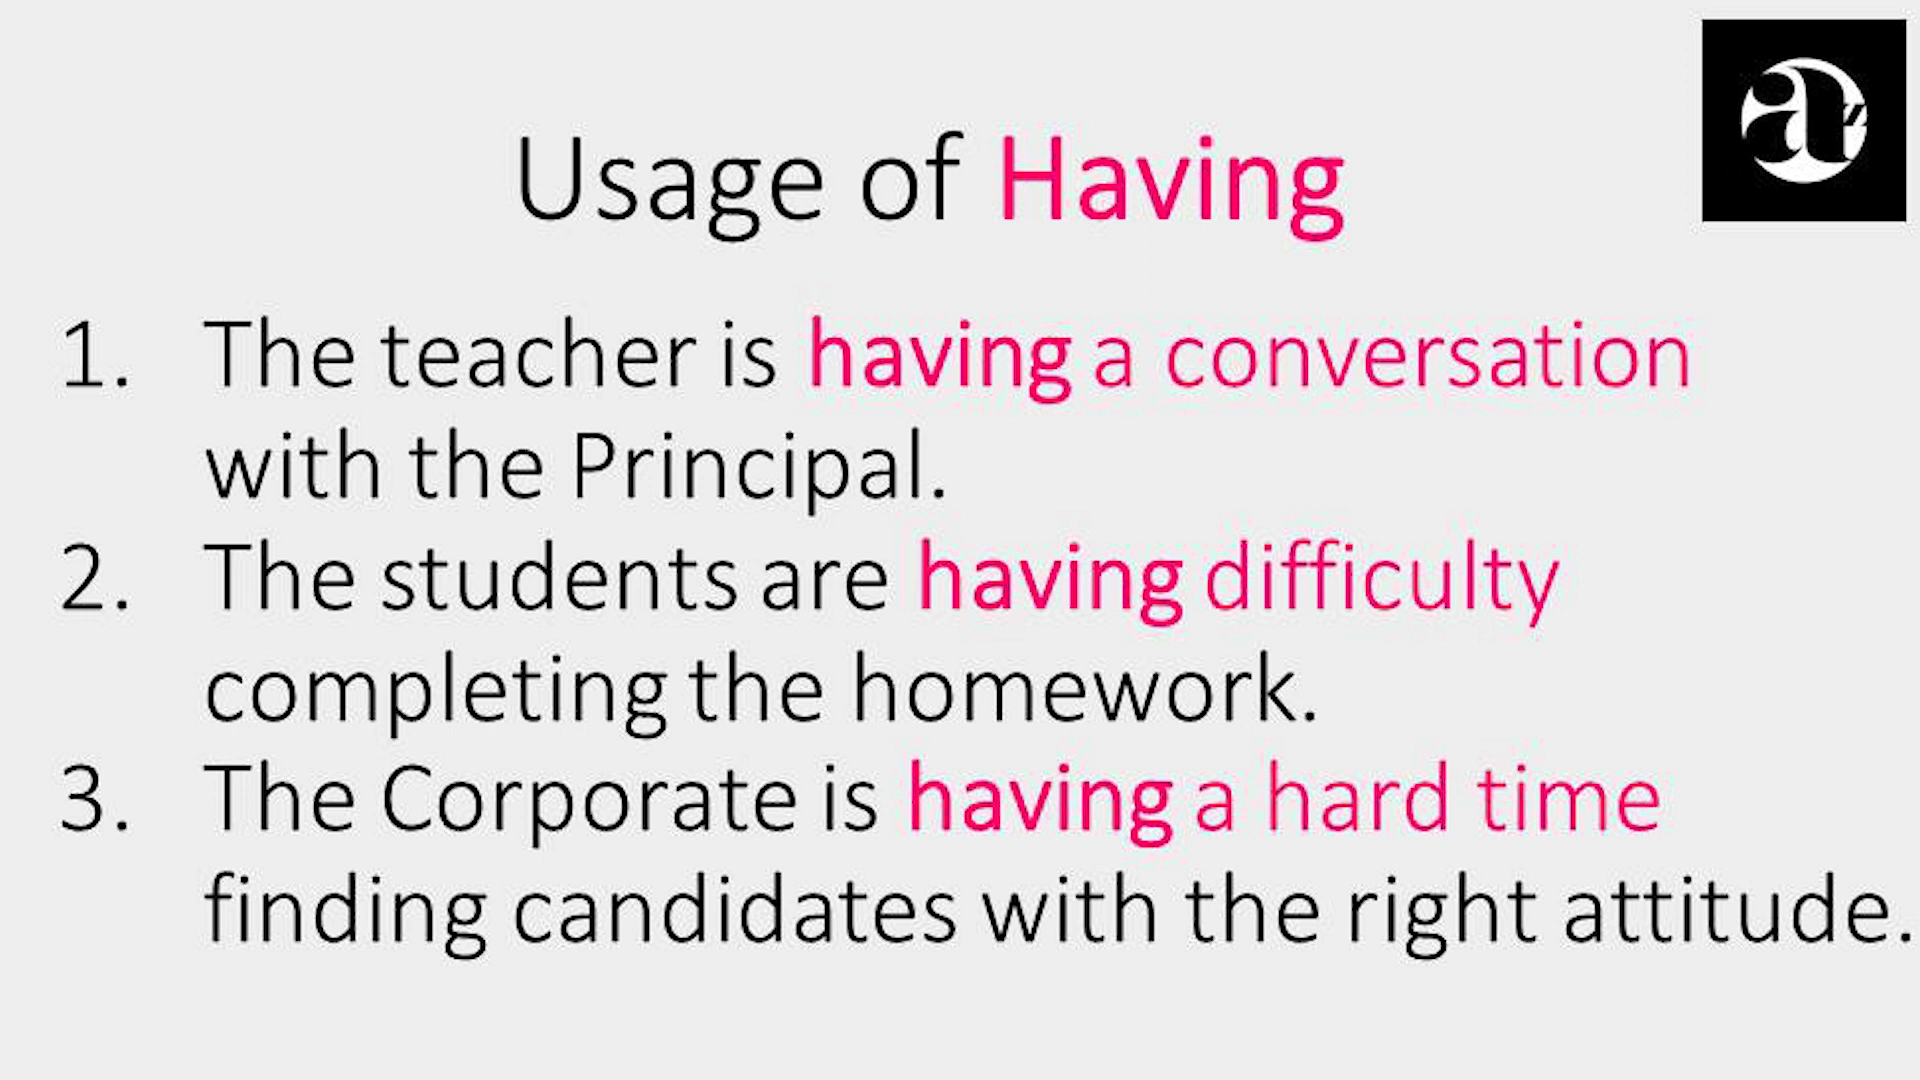 Usage of Having
1. The teacher is having a conversation
with the Principal.
2. The students are having difficulty
completing the homework.
3. The Corporate is having a hard time
finding candidates with the right attitude.